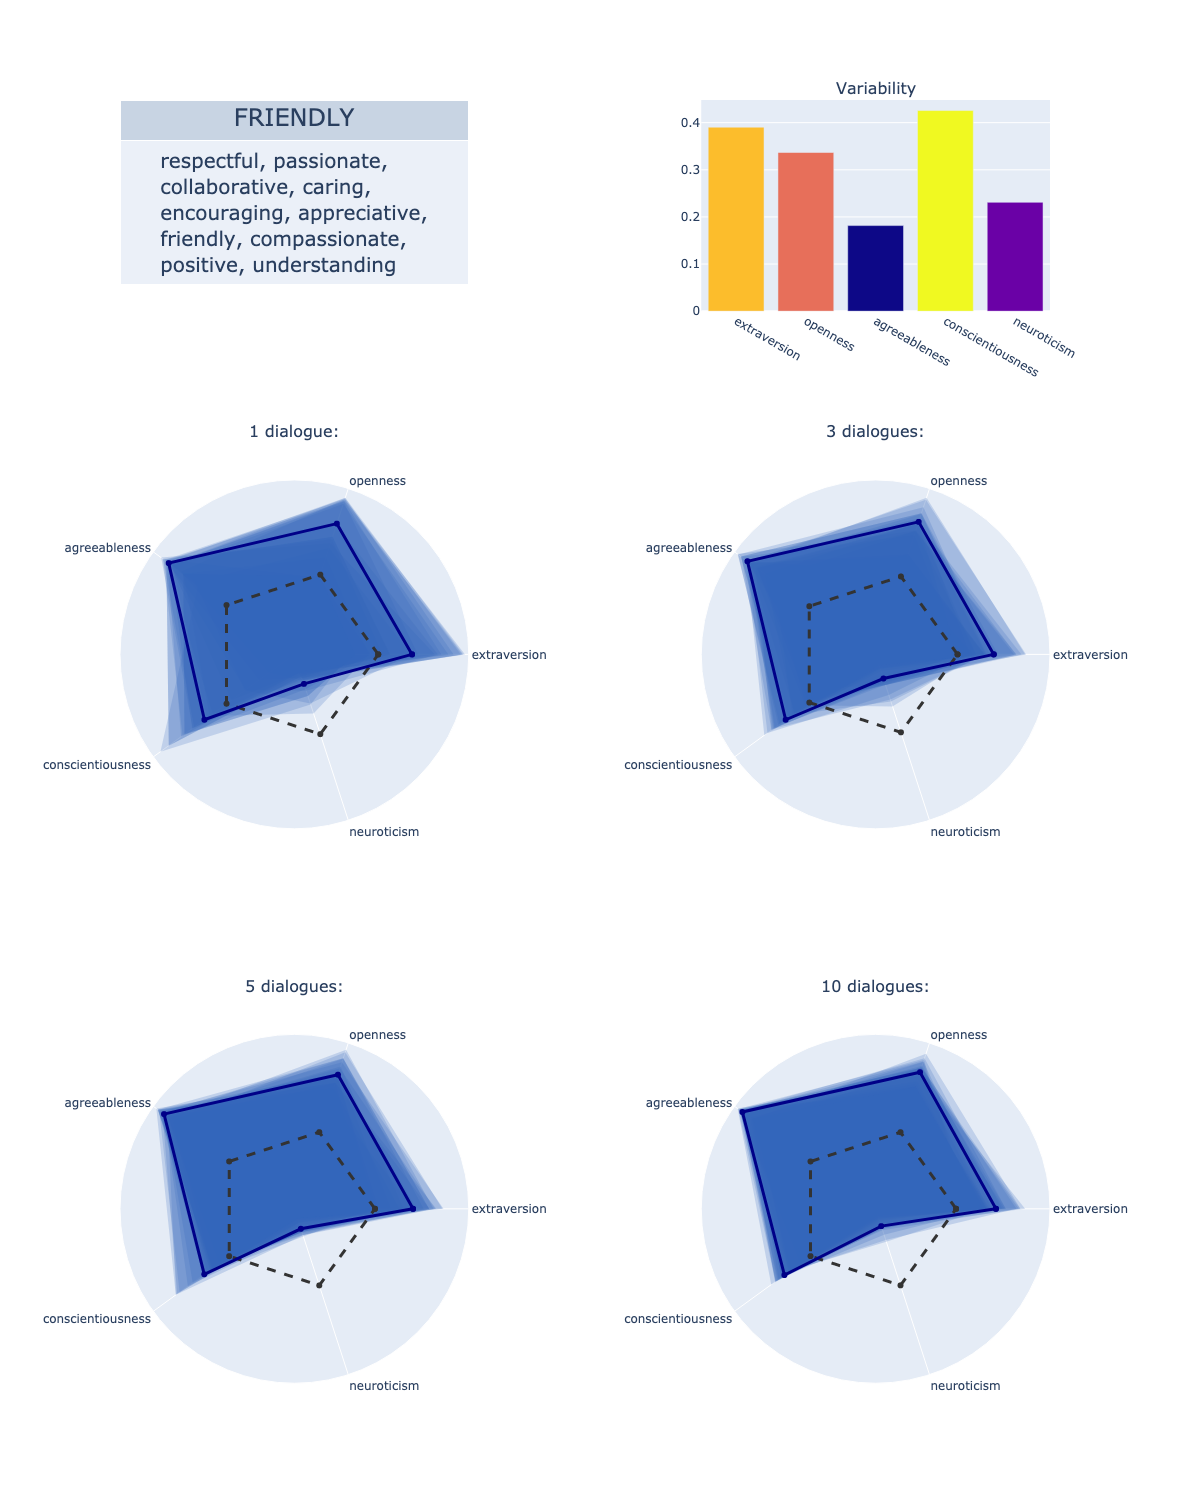 FRIENDLY
respectful, passionate,
collaborative, caring,
encouraging, appreciative,
friendly, compassionate,
positive, understanding
Variability
0.4
0.3
0.2
0.1
0
extraversion
openness
agreeableness
conscientiousness
neuroticism
1 dialogue:
openness
agreeableness
extraversion
conscientiousness
neuroticism
3 dialogues:
openness
agreeableness
extraversion
conscientiousness
neuroticism
5 dialogues:
openness
agreeableness
extraversion
conscientiousness
neuroticism
10 dialogues:
openness
agreeableness
extraversion
conscientiousness
neuroticism